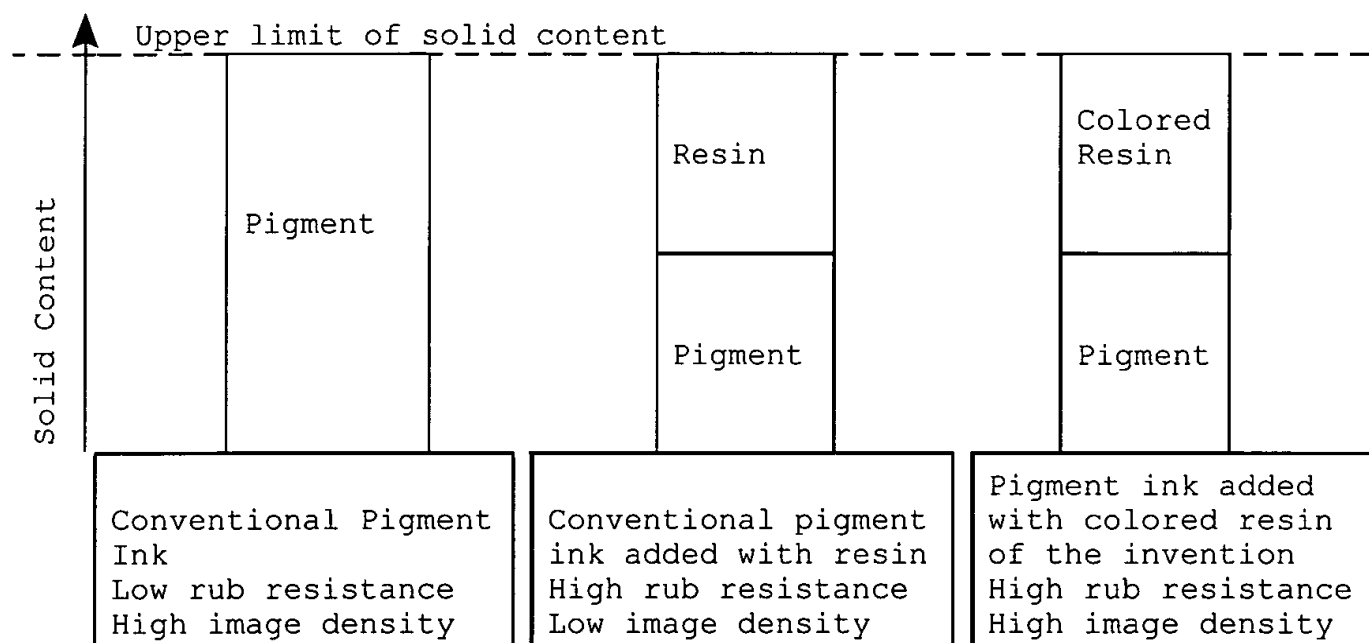 Upper limit of solid content
Solid Content
Pigment
Resin
Pigment
Colored
Resin
Pigment
Conventional Pigment
Ink
Low rub resistance
High image density
Conventional pigment
ink added with resin
High rub resistance
Low image density
Pigment ink added
with colored resin
of the invention
High rub resistance
High image density